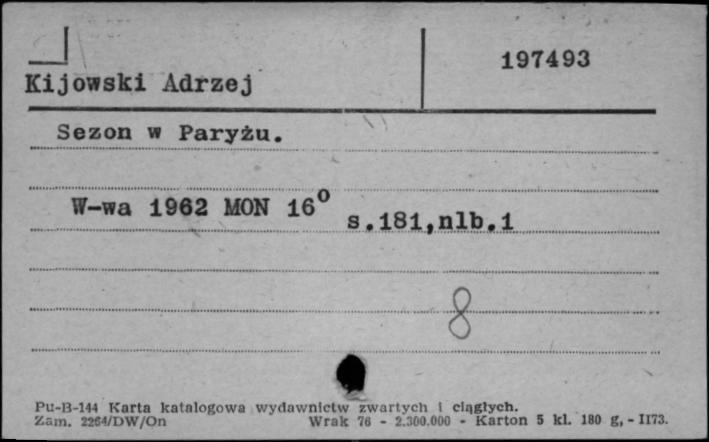 197493
Kijowski Adrzej
Sezon w Paryżu.
W-wa 1962 MON 16°
s.181,nlb.1
8
Pu-B-144 Karta katalogowa wydawnictw zwartych i ciągłych.
Zam. 2264/DW/On Wrak 76 - 2.300.000 - Karton 5 kl. 180 g, - II73.